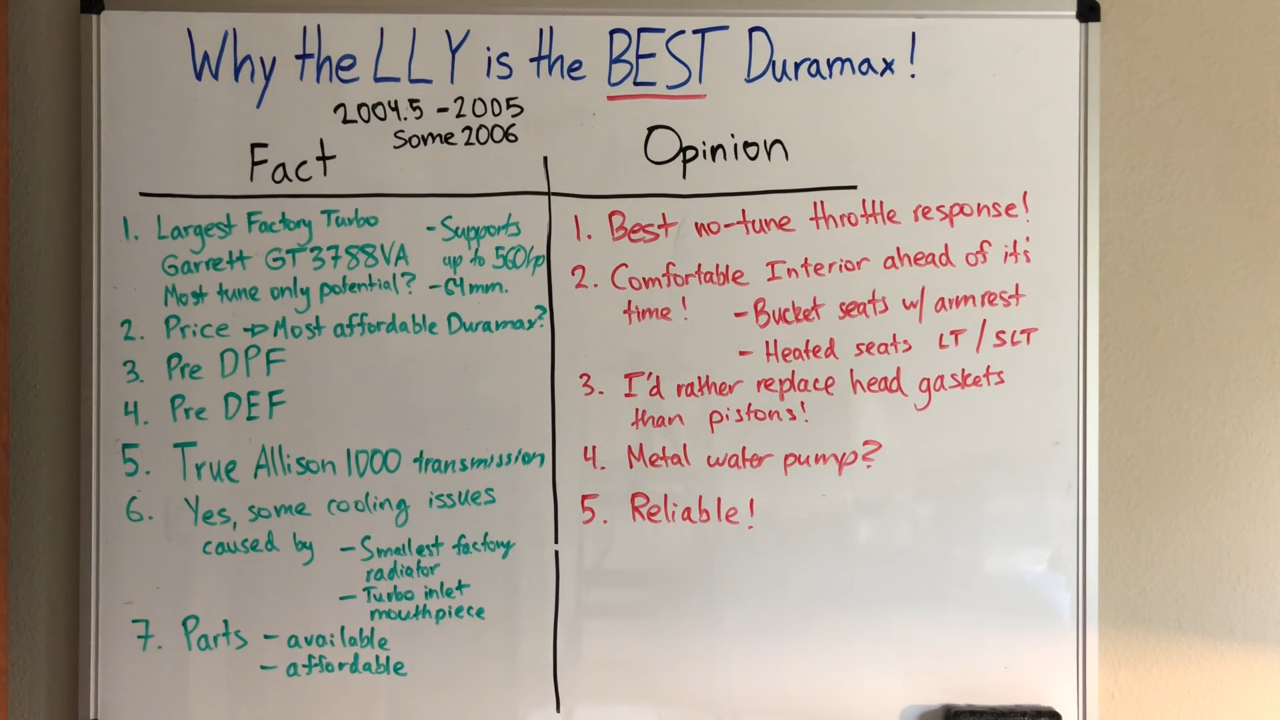 Why the LLY is the BEST Duramax!
2004.5 - 2005
Some 2006
Fact
1. Largest Factory Turbo - Supports
Garrett GT3788VA up to 560hp
Most tune only potential? - 64mm.
2. Price → Most affordable Duramax?
3. Pre DPF
4. Pre DEF
5. True Allison 1000 transmission
6. Yes, some cooling issues
caused by - Smallest factory
radiator
- Turbo inlet
mouthpiece
7. Parts - available
- affordable
Opinion
1. Best no-tune throttle response!
2. Comfortable Interior ahead of it's
time! - Bucket seats w/ armrest
- Heated seats LT / SLT
3. I'd rather replace head gaskets
than pistons!
4. Metal water pump?
5. Reliable!